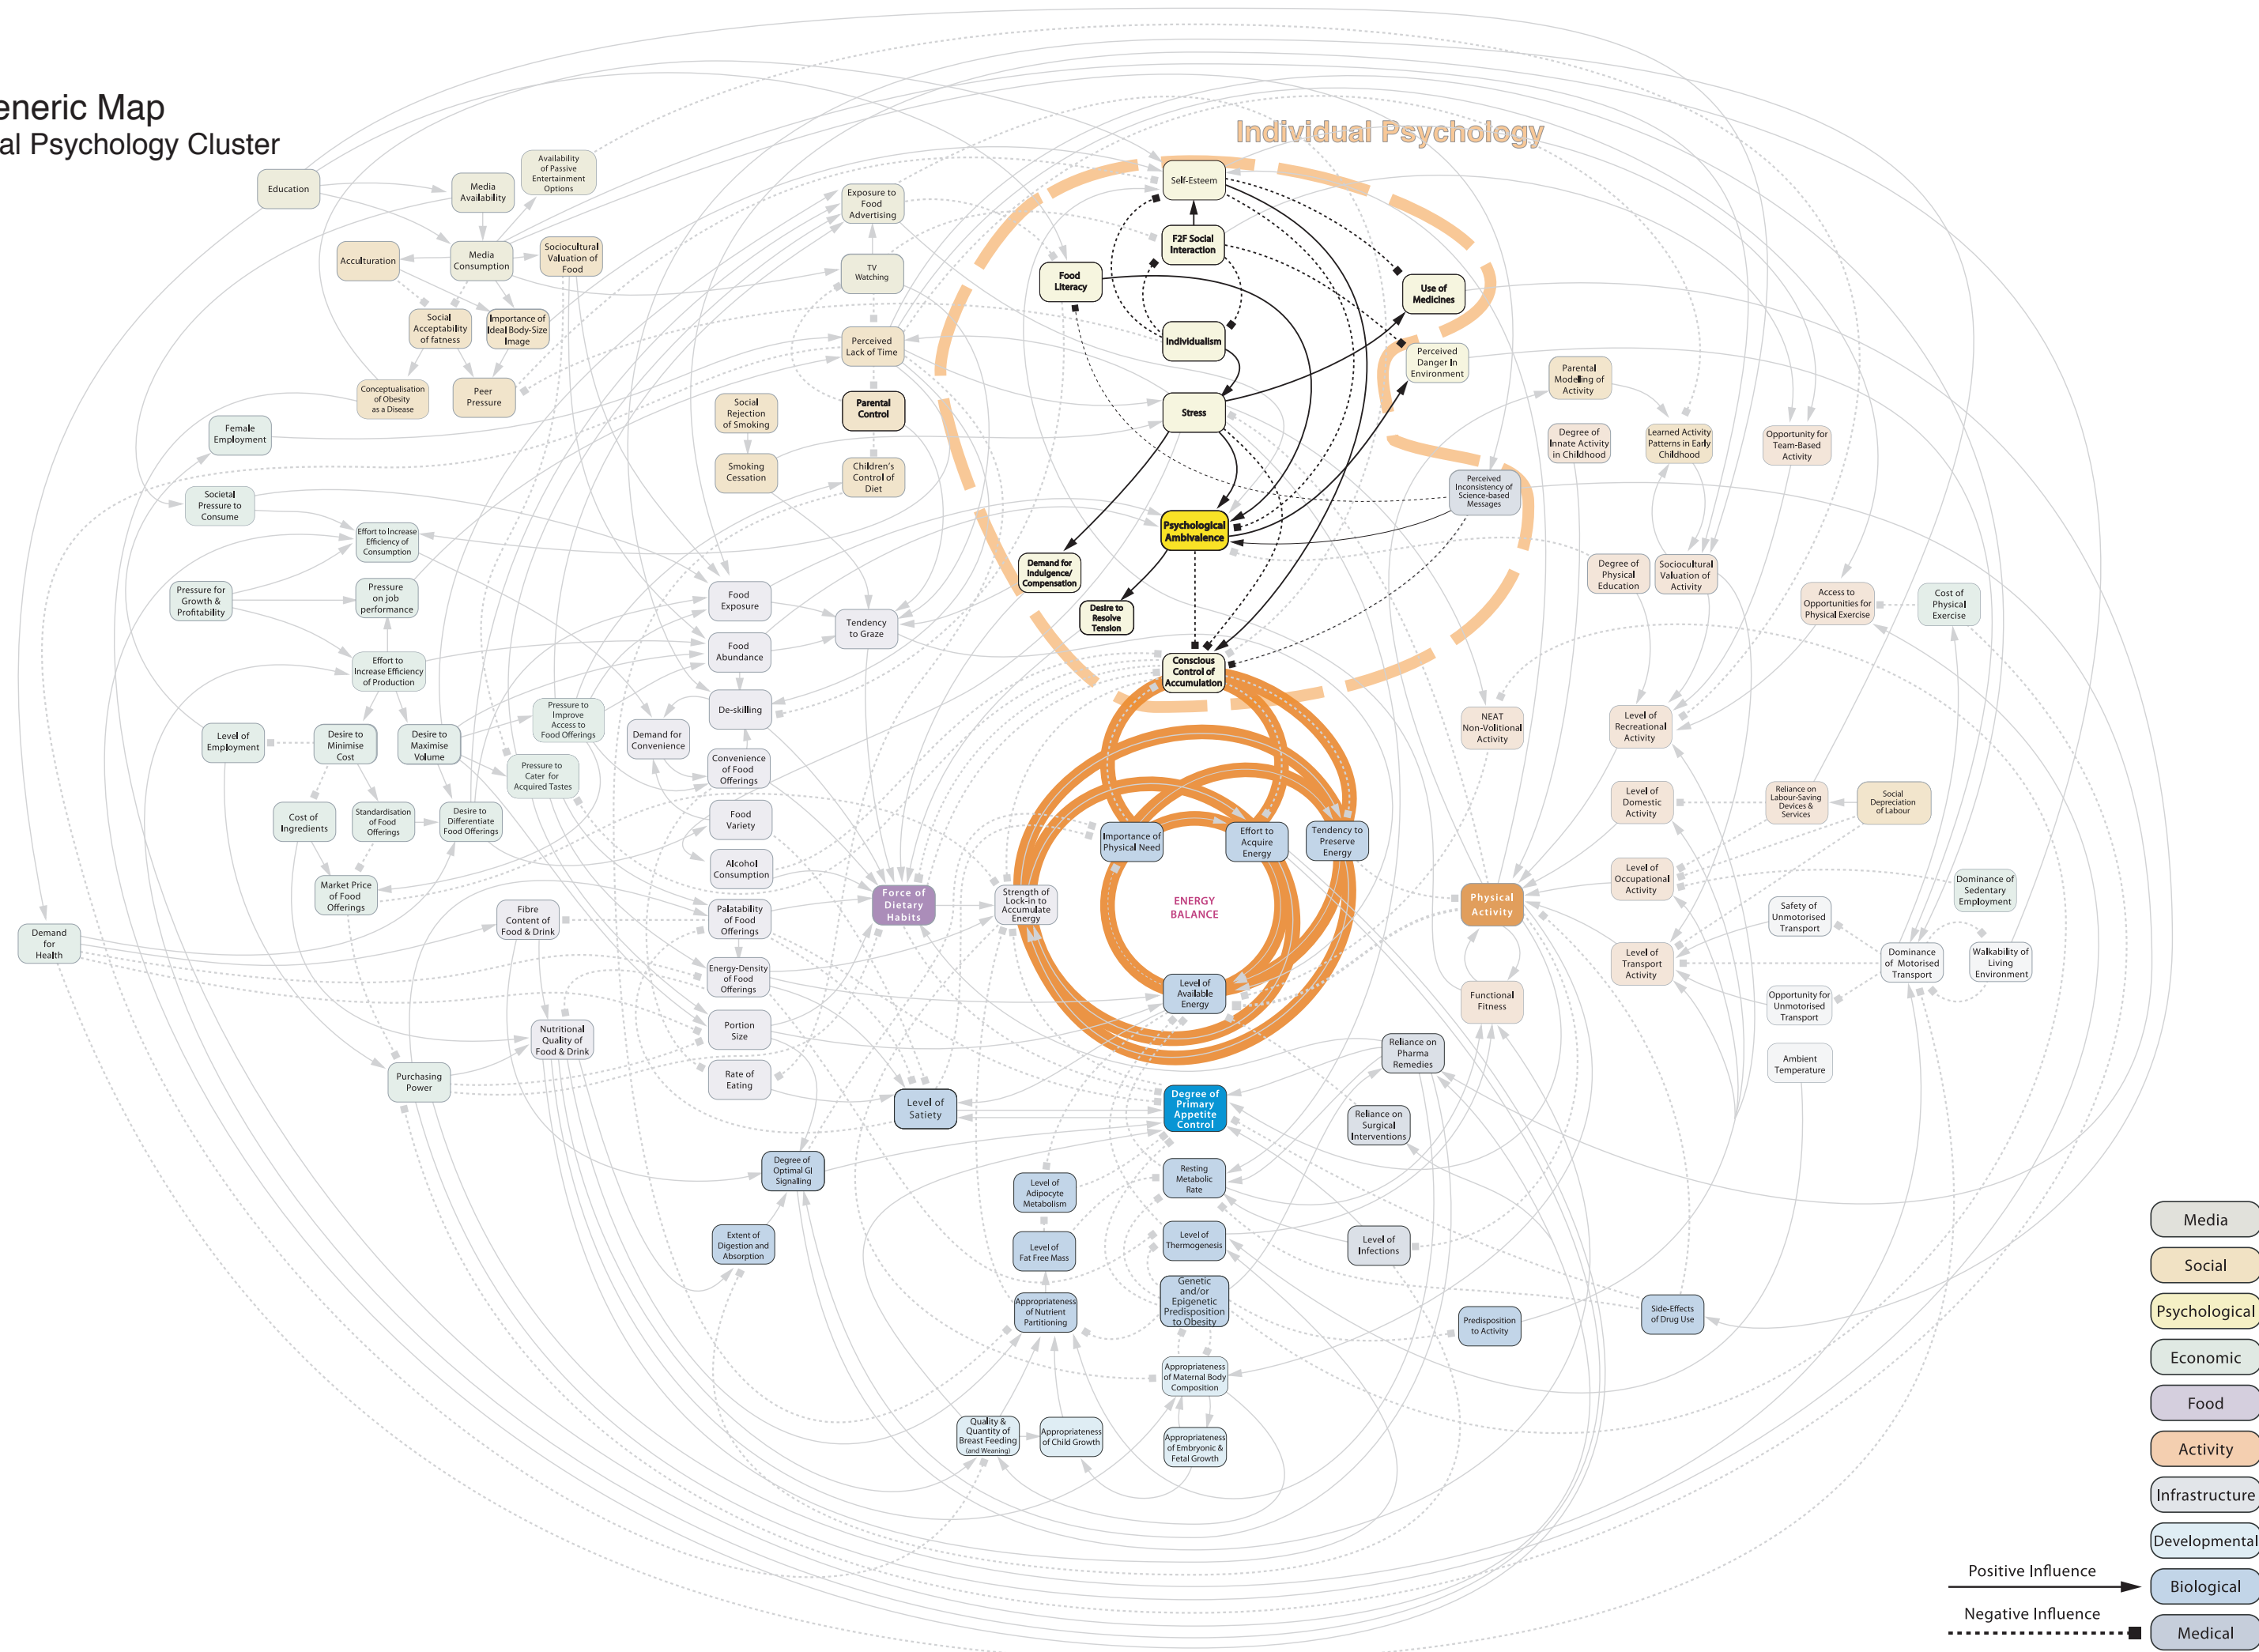 eneric Map
al Psychology Cluster
Individual Psychology
Education
Media
Availability
Availability
of Passive
Entertainment
Options
Acculturation
Media
Consumption
Sociocultural
Valuation of
Food
Social
Acceptability
of fatness
Importance of
Ideal Body-Size
Image
Conceptualisation
of Obesity
as a Disease
Peer
Pressure
Exposure to
Food
Advertising
TV
Watching
Perceived
Lack of Time
Parental
Control
Children's
Control of
Diet
Social
Rejection
of Smoking
Smoking
Cessation
Self-Esteem
F2F Social
Interaction
Food
Literacy
Individualism
Stress
Use of
Medicines
Perceived
Danger In
Environment
Perceived
Inconsistency of
Science-based
Messages
Psychological
Ambivalence
Demand for
Indulgence/
Compensation
Desire to
Resolve
Tension
Conscious
Control of
Accumulation
Parental
Modeling of
Activity
Degree of
Innate Activity
in Childhood
Learned Activity
Patterns in Early
Childhood
Opportunity for
Team-Based
Activity
Degree of
Physical
Education
Sociocultural
Valuation of
Activity
Access to
Opportunities for
Physical Exercise
Cost of
Physical
Exercise
Female
Employment
Societal
Pressure to
Consume
Effort to Increase
Efficiency of
Consumption
Pressure for
Growth &
Profitability
Pressure
on job
performance
Effort to
Increase Efficiency
of Production
Level of
Employment
Desire to
Minimise
Cost
Desire to
Maximise
Volume
Pressure to
Improve
Access to
Food Offerings
Pressure to
Cater for
Acquired Tastes
Cost of
Ingredients
Standardisation
of Food
Offerings
Desire to
Differentiate
Food Offerings
Market Price
of Food
Offerings
Demand
for
Health
Purchasing
Power
Food
Exposure
Food
Abundance
Tendency
to Graze
De-skilling
Demand for
Convenience
Convenience
of Food
Offerings
Food
Variety
Alcohol
Consumption
Fibre
Content of
Food & Drink
Palatability
of Food
Offerings
Force of
Dietary
Habits
Energy-Density
of Food
Offerings
Nutritional
Quality of
Food & Drink
Portion
Size
Rate of
Eating
Strength of
Lock-in to
Accumulate
Energy
Importance of
Physical Need
Effort to
Acquire
Energy
Tendency to
Preserve
Energy
ENERGY
BALANCE
Level of
Available
Energy
NEAT
Non-Volitional
Activity
Level of
Recreational
Activity
Level of
Domestic
Activity
Reliance on
Labour-Saving
Devices &
Services
Social
Depreciation
of Labour
Physical
Activity
Level of
Occupational
Activity
Dominance of
Sedentary
Employment
Safety of
Unmotorised
Transport
Level of
Transport
Activity
Dominance
of Motorised
Transport
Walkability of
Living
Environment
Functional
Fitness
Opportunity for
Unmotorised
Transport
Ambient
Temperature
Reliance on
Pharma
Remedies
Reliance on
Surgical
Interventions
Level of
Satiety
Degree of
Primary
Appetite
Control
Degree of
Optimal GI
Signalling
Extent of
Digestion and
Absorption
Level of
Adipocyte
Metabolism
Resting
Metabolic
Rate
Level of
Fat Free Mass
Level of
Thermogenesis
Level of
Infections
Appropriateness
of Nutrient
Partitioning
Genetic
and/or
Epigenetic
Predisposition
to Obesity
Predisposition
to Activity
Side-Effects
of Drug Use
Appropriateness
of Maternal Body
Composition
Quality &
Quantity of
Breast Feeding
(and Weaning)
Appropriateness
of Child Growth
Appropriateness
of Embryonic &
Fetal Growth
Media
Social
Psychological
Economic
Food
Activity
Infrastructure
Developmental
Biological
Medical
Positive Influence
Negative Influence